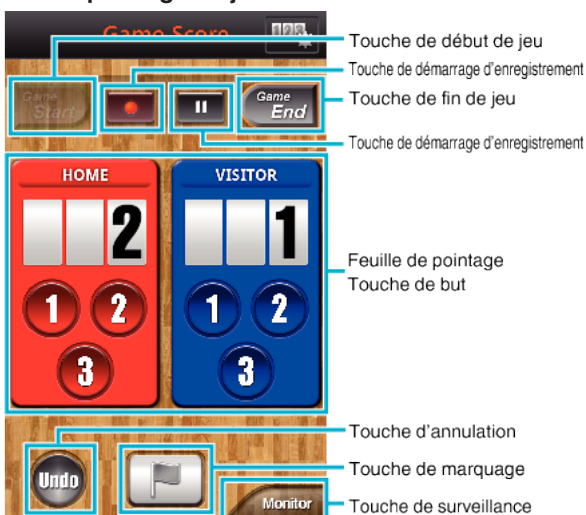 Game Score
Touche de début de jeu
Touche de démarrage d'enregistrement
Game Start
Game End
Touche de fin de jeu
Touche de démarrage d'enregistrement
HOME
VISITOR
2
1
Feuille de pointage
Touche de but
1 2
1 2
3
3
Touche d'annulation
Undo
Touche de marquage
Monitor
Touche de surveillance